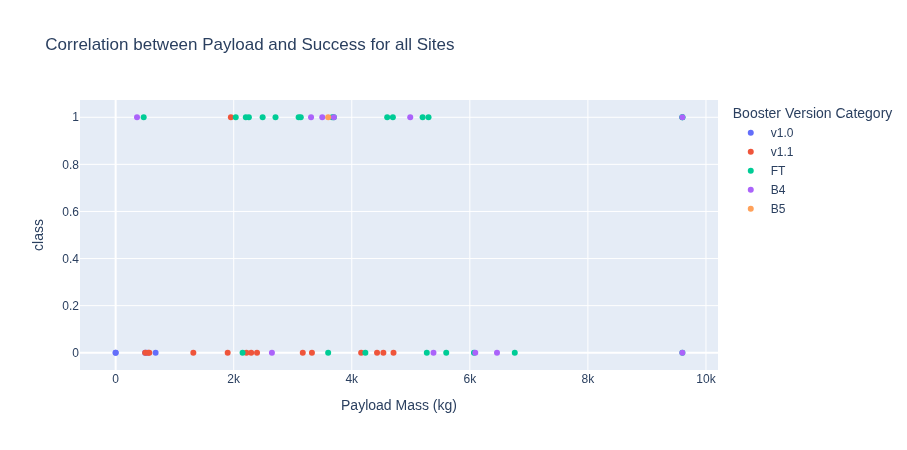 Correlation between Payload and Success for all Sites
Booster Version Category
v1.0
v1.1
FT
B4
B5
class
1
0.8
0.6
0.4
0.2
0
0
2k
4k
6k
8k
10k
Payload Mass (kg)